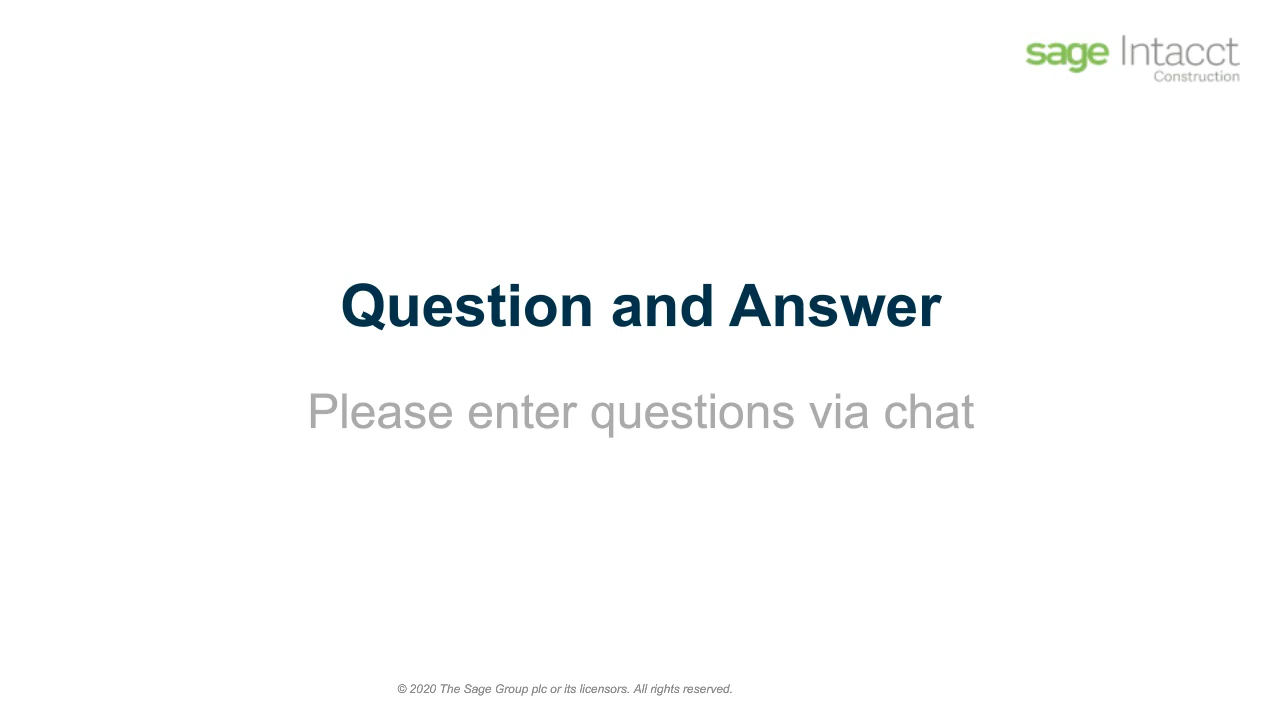 sage Intacct
Construction
Question and Answer
Please enter questions via chat
© 2020 The Sage Group plc or its licensors. All rights reserved.